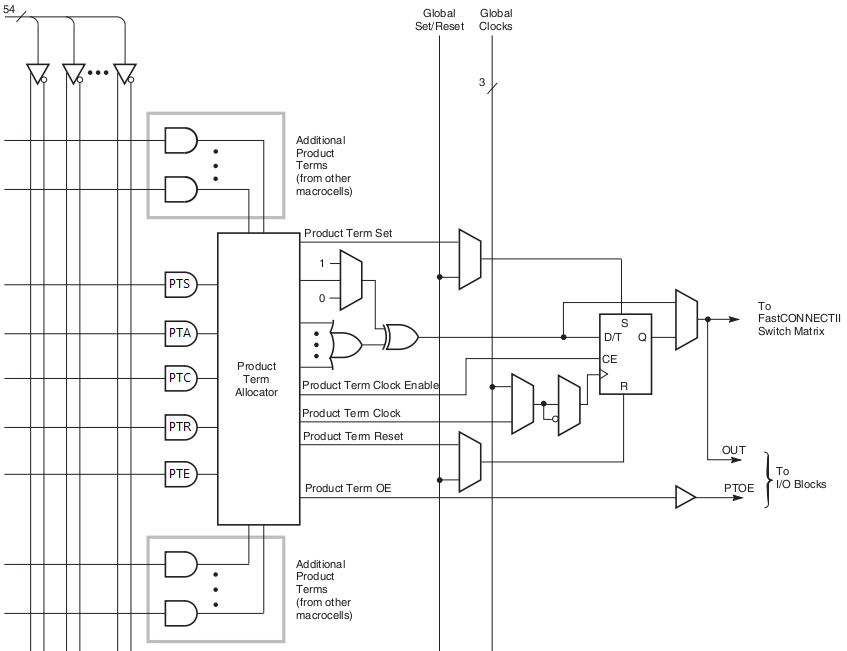 54
Global
Set/Reset
Global
Clocks
3
Additional
Product
Terms
(from other
macrocells)
Product Term Set
1
0
PTS
PTA
PTC
PTR
PTE
Product
Term
Allocator
S
D/T
Q
CE
R
To
FastCONNECTII
Switch Matrix
Product Term Clock Enable
Product Term Clock
Product Term Reset
Product Term OE
OUT
PTOE
To
I/O Blocks
Additional
Product
Terms
(from other
macrocells)